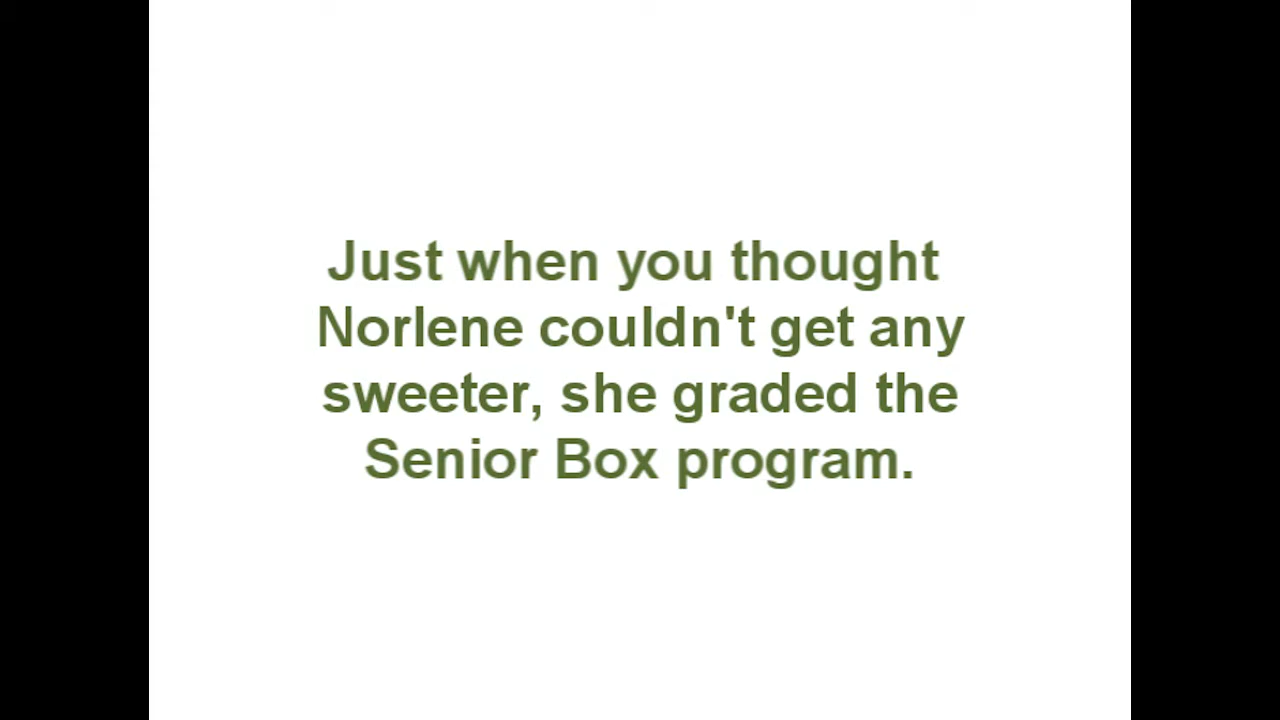 Just when you thought
Norlene couldn't get any
sweeter, she graded the
Senior Box program.